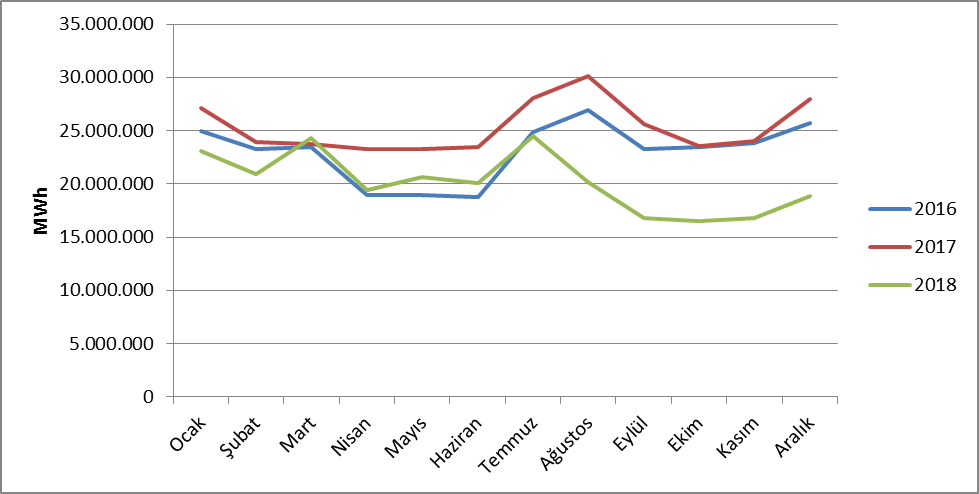 35.000.000
30.000.000
25.000.000
20.000.000
15.000.000
10.000.000
5.000.000
0
MWh
Ocak
Şubat
Mart
Nisan
Mayıs
Haziran
Temmuz
Ağustos
Eylül
Ekim
Kasım
Aralık
2016
2017
2018